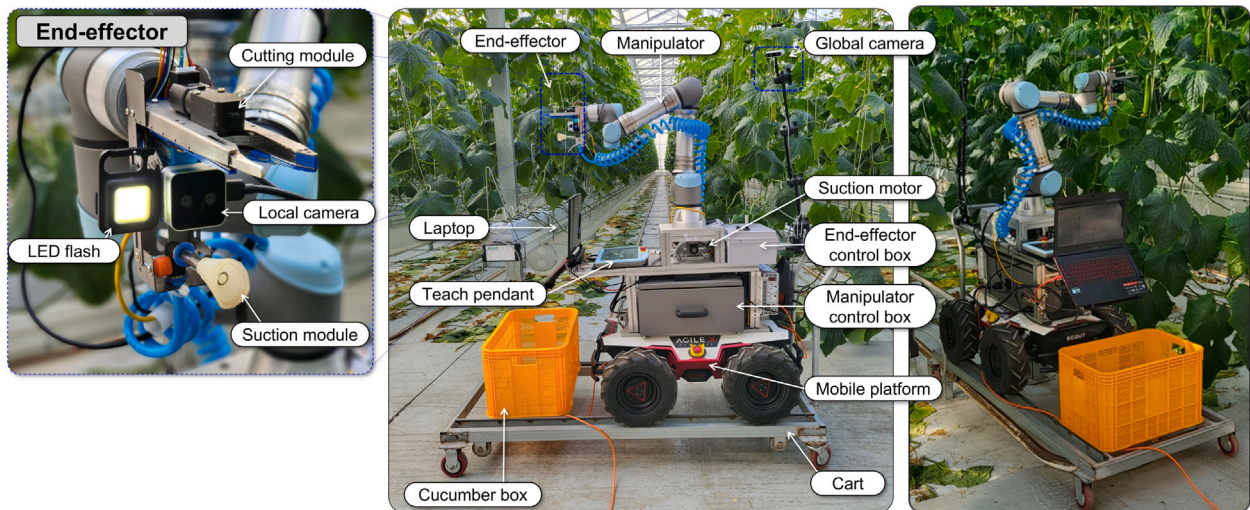 End-effector
Cutting module
Local camera
LED flash
Suction module
End-effector
Manipulator
Global camera
Suction motor
Laptop
End-effector
control box
Teach pendant
Manipulator
control box
AGILE
Mobile platform
Cucumber box
Cart
SCOUT